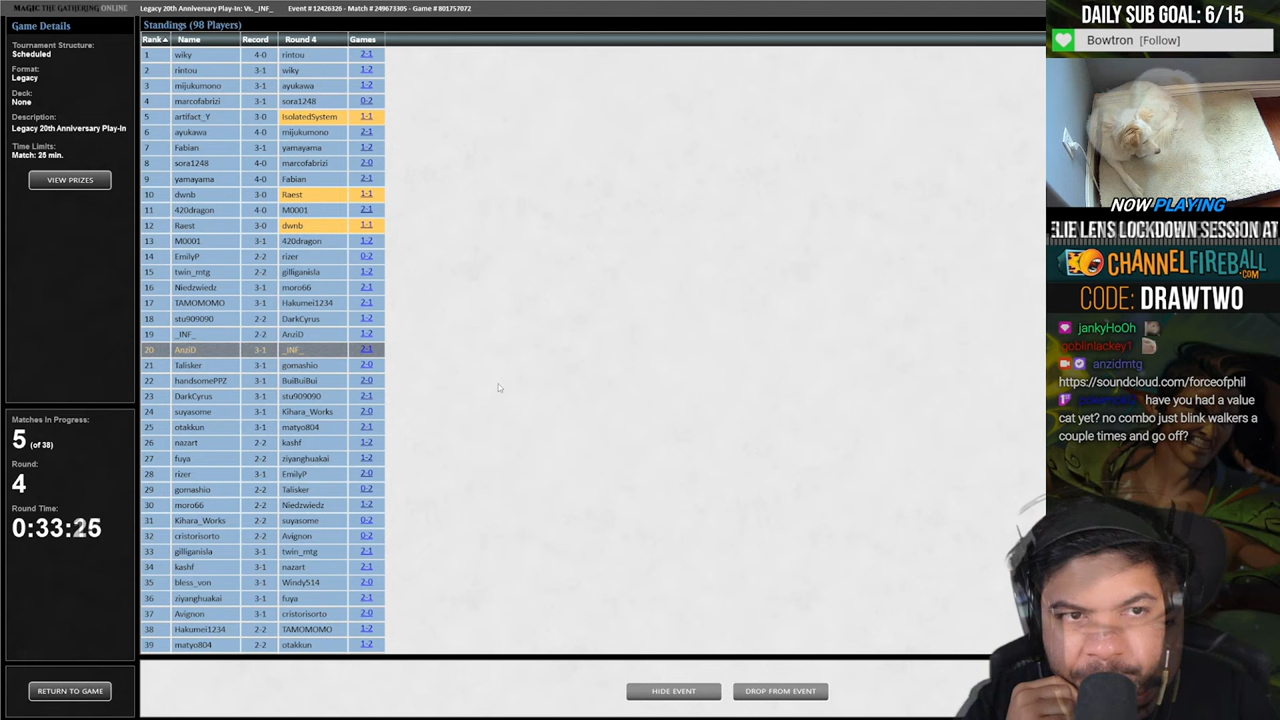 MAGIC THE GATHERING ONLINE
Legacy 20th Anniversary Play-In: Vs. _INF_ Event # 12426326 - Match # 249673305 - Game # 801757072
Game Details
Tournament Structure:
Scheduled
Format:
Legacy
Deck:
None
Description:
Legacy 20th Anniversary Play-In
Time Limits:
Match: 25 min.
VIEW PRIZES
Matches In Progress:
5 (of 38)
Round:
4
Round Time:
0:33:25
RETURN TO GAME
Standings (98 Players)
Rank Name Record Round 4 Games
1 wiky 4-0 rintou 2-1
2 rintou 3-1 wiky 1-2
3 mijukumono 3-1 ayukawa 1-2
4 marcofabrizi 3-1 sora1248 0-2
5 artifact_Y 3-0 IsolatedSystem 1-1
6 ayukawa 4-0 mijukumono 2-1
7 Fabian 3-1 yamayama 1-2
8 sora1248 4-0 marcofabrizi 2-0
9 yamayama 4-0 Fabian 2-1
10 dwnb 3-0 Raest 1-1
11 420dragon 4-0 M0001 2-1
12 Raest 3-0 dwnb 1-1
13 M0001 3-1 420dragon 1-2
14 EmilyP 2-2 rizer 0-2
15 twin_mtg 2-2 gilliganisla 1-2
16 Niedzwiedz 3-1 moro66 2-1
17 TAMOMOMO 3-1 Hakumei1234 2-1
18 stu909090 2-2 DarkCyrus 1-2
19 _INF_ 2-2 AnziD 1-2
20 AnziD 3-1 _INF_ 2-1
21 Talisker 3-1 gomashio 2-0
22 handsomePPZ 3-1 BuiBuiBui 2-0
23 DarkCyrus 3-1 stu909090 2-1
24 suyasome 3-1 Kihara_Works 2-0
25 otakkun 3-1 matyo804 2-1
26 nazart 2-2 kashf 1-2
27 fuya 2-2 ziyanghuakai 1-2
28 rizer 3-1 EmilyP 2-0
29 gomashio 2-2 Talisker 0-2
30 moro66 2-2 Niedzwiedz 1-2
31 Kihara_Works 2-2 suyasome 0-2
32 cristorisorto 2-2 Avignon 0-2
33 gilliganisla 3-1 twin_mtg 2-1
34 kashf 3-1 nazart 2-1
35 bless_von 3-1 Windy514 2-0
36 ziyanghuakai 3-1 fuya 2-1
37 Avignon 3-1 cristorisorto 2-0
38 Hakumei1234 2-2 TAMOMOMO 1-2
39 matyo804 2-2 otakkun 1-2
HIDE EVENT
DROP FROM EVENT
DAILY SUB GOAL: 6/15
Bowtron [Follow]
NOW PLAYING
ELIE LENS LOCKDOWN SESSION AT
CHANNELFIREBALL
.COM
CODE: DRAWTWO
jankyHoOh
goblinlackey1
anzidmtg
https://soundcloud.com/forceofphil
have you had a value
cat yet? no combo just blink walkers a
couple times and go off?